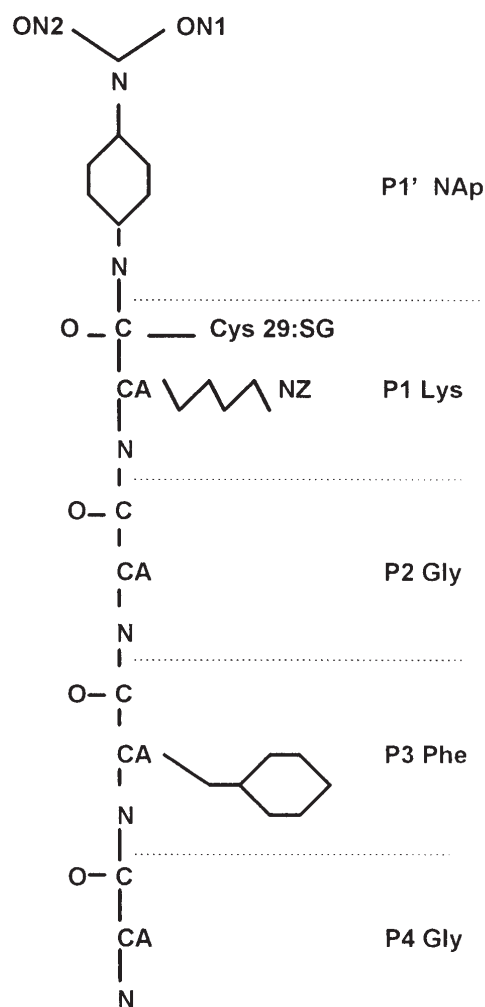 ON2 ON1
N
P1' NAp
N
O C Cys 29:SG
CA NZ P1 Lys
N
O C
CA P2 Gly
N
O C
CA P3 Phe
N
O C
CA P4 Gly
N